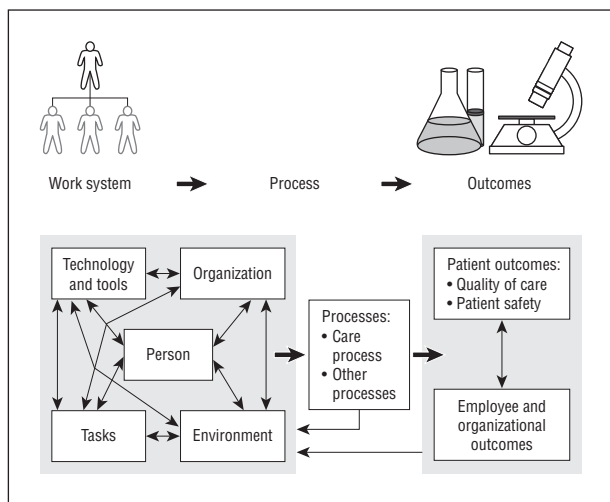 Work system
Process
Outcomes
Technology
and tools
Organization
Person
Tasks
Environment
Processes:
• Care
process
• Other
processes
Patient outcomes:
• Quality of care
• Patient safety
Employee and
organizational
outcomes